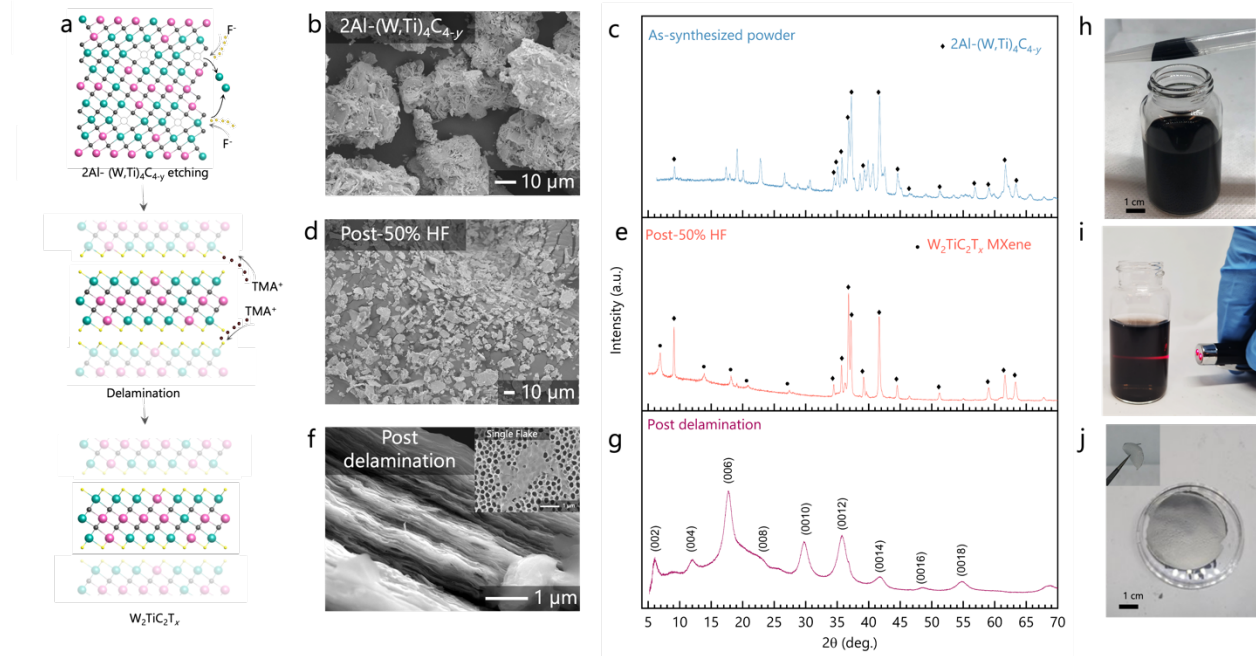 a
F⁻
F⁻
2Al- (W,Ti)₄C₄₋y etching
TMA⁺
TMA⁺
Delamination
W₂TiC₂Tₓ
b
2Al-(W,Ti)₄C₄₋y
10 μm
d
Post-50% HF
10 μm
f
Post
delamination
Single Flake
1 μm
c
As-synthesized powder
♦ 2Al-(W,Ti)₄C₄₋y
e
Post-50% HF
• W₂TiC₂Tₓ MXene
g
Post delamination
(002)
(004)
(006)
(008)
(0010)
(0012)
(0014)
(0016)
(0018)
Intensity (a.u.)
5 10 15 20 25 30 35 40 45 50 55 60 65 70
2θ (deg.)
h
1 cm
i
j
1 cm